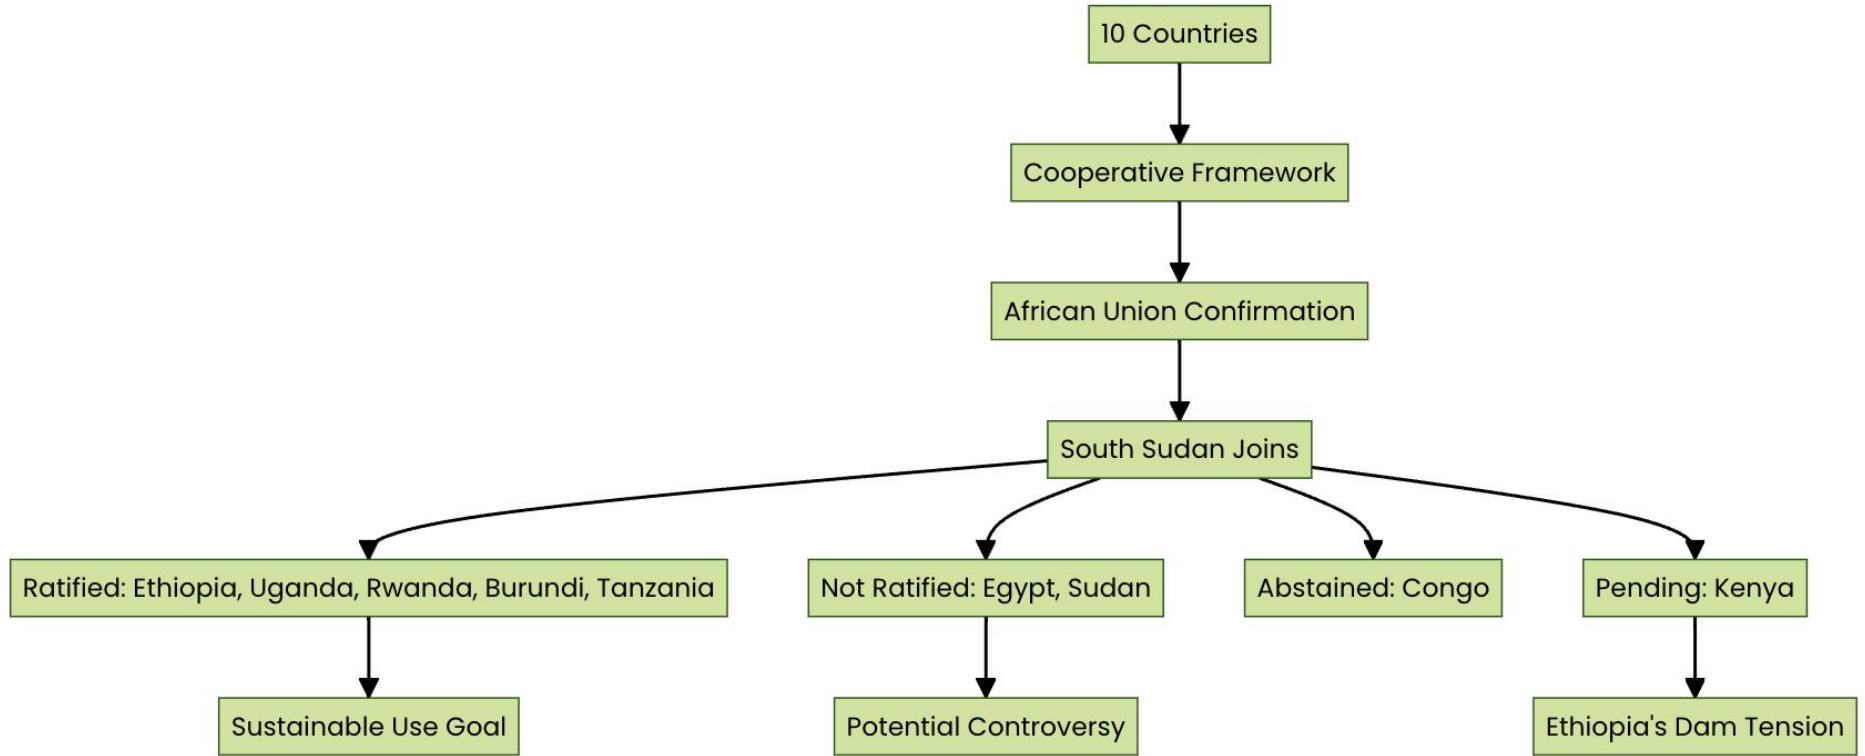 10 Countries
Cooperative Framework
African Union Confirmation
South Sudan Joins
Ratified: Ethiopia, Uganda, Rwanda, Burundi, Tanzania
Not Ratified: Egypt, Sudan
Abstained: Congo
Pending: Kenya
Sustainable Use Goal
Potential Controversy
Ethiopia's Dam Tension